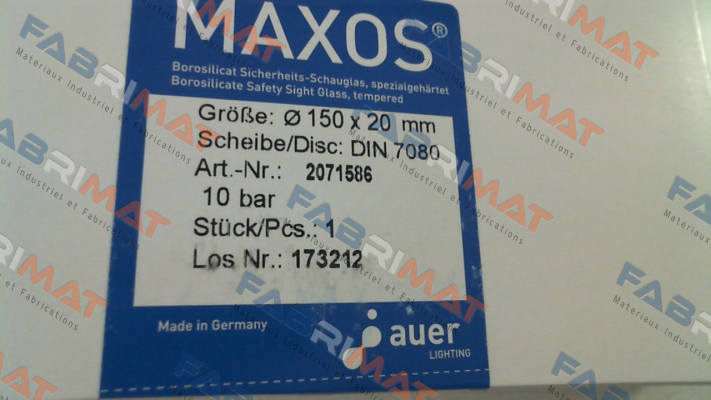 MAXOS®
Borosilicat Sicherheits-Schauglas, spezialgehärtet
Borosilicate Safety Sight Glass, tempered
Größe: Ø 150 x 20 mm
Scheibe/Disc: DIN 7080
Art.-Nr.: 2071586
10 bar
Stück/Pcs.: 1
Los Nr.: 173212
Made in Germany
auer
LIGHTING
FABRIMAT
Materiaux Industriel et Fabrications